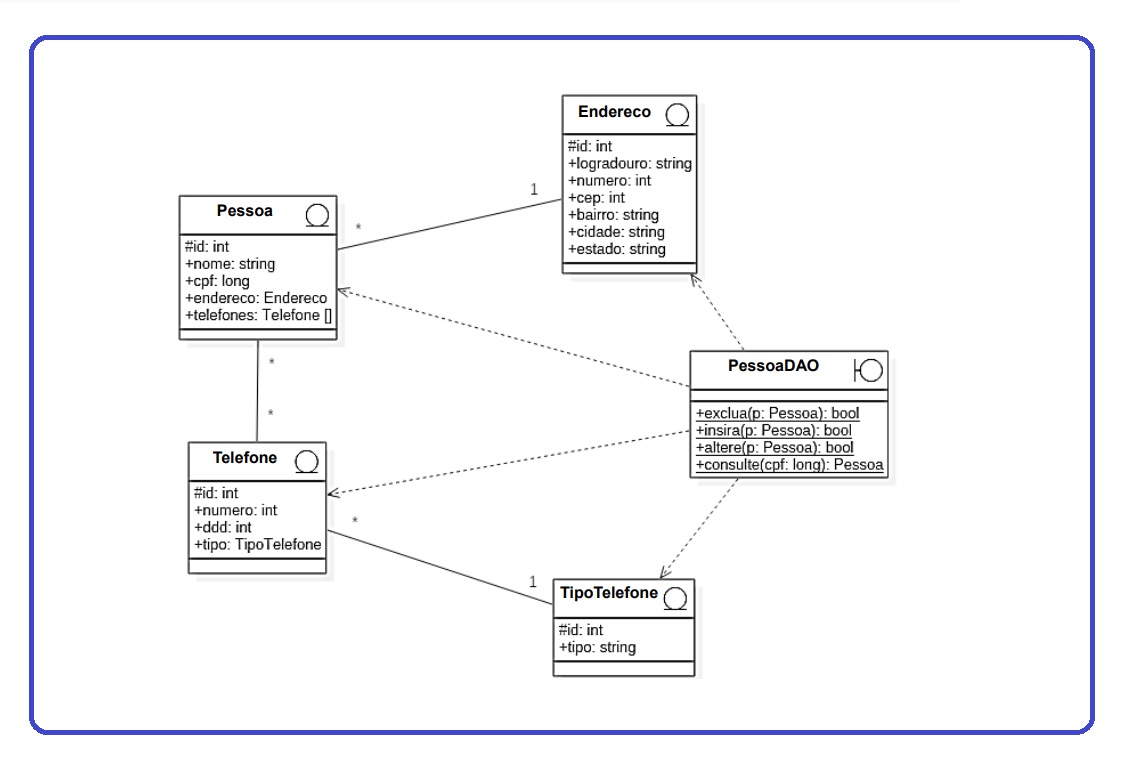 Endereco
#id: int
+logradouro: string
+numero: int
+cep: int
+bairro: string
+cidade: string
+estado: string
1
*
Pessoa
#id: int
+nome: string
+cpf: long
+endereco: Endereco
+telefones: Telefone []
*
*
PessoaDAO
+exclua(p: Pessoa): bool
+insira(p: Pessoa): bool
+altere(p: Pessoa): bool
+consulte(cpf: long): Pessoa
Telefone
#id: int
+numero: int
+ddd: int
+tipo: TipoTelefone
*
1
TipoTelefone
#id: int
+tipo: string